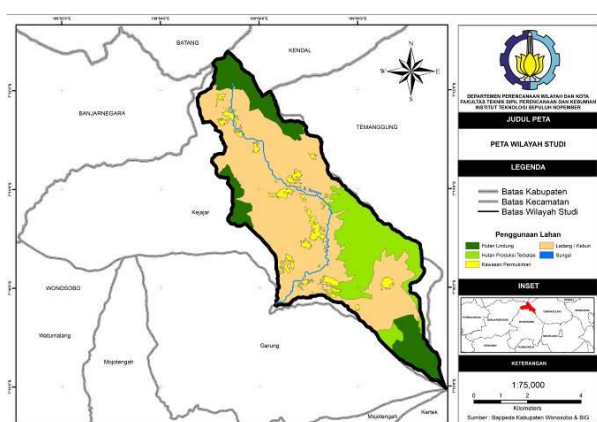 BATANG
KENDAL
BANJARNEGARA
TEMANGGUNG
Kejajar
WONOSOBO
Watumalang
Mojotengah
Garung
Mojotengah
Kertek
N
W
E
S
DEPARTEMEN PERENCANAAN WILAYAH DAN KOTA
FAKULTAS TEKNIK SIPIL PERENCANAAN DAN KEBUMIAN
INSTITUT TEKNOLOGI SEPULUH NOPEMBER
JUDUL PETA
PETA WILAYAH STUDI
LEGENDA
Batas Kabupaten
Batas Kecamatan
Batas Wilayah Studi
Penggunaan Lahan
Hutan Lindung
Ladang / Kebun
Hutan Produksi Terbatas
Sungai
Kawasan Permukiman
INSET
KETERANGAN
1:75,000
0 1 2 4
Kilometers
Sumber : Bappeda Kabupaten Wonosobo & BIG